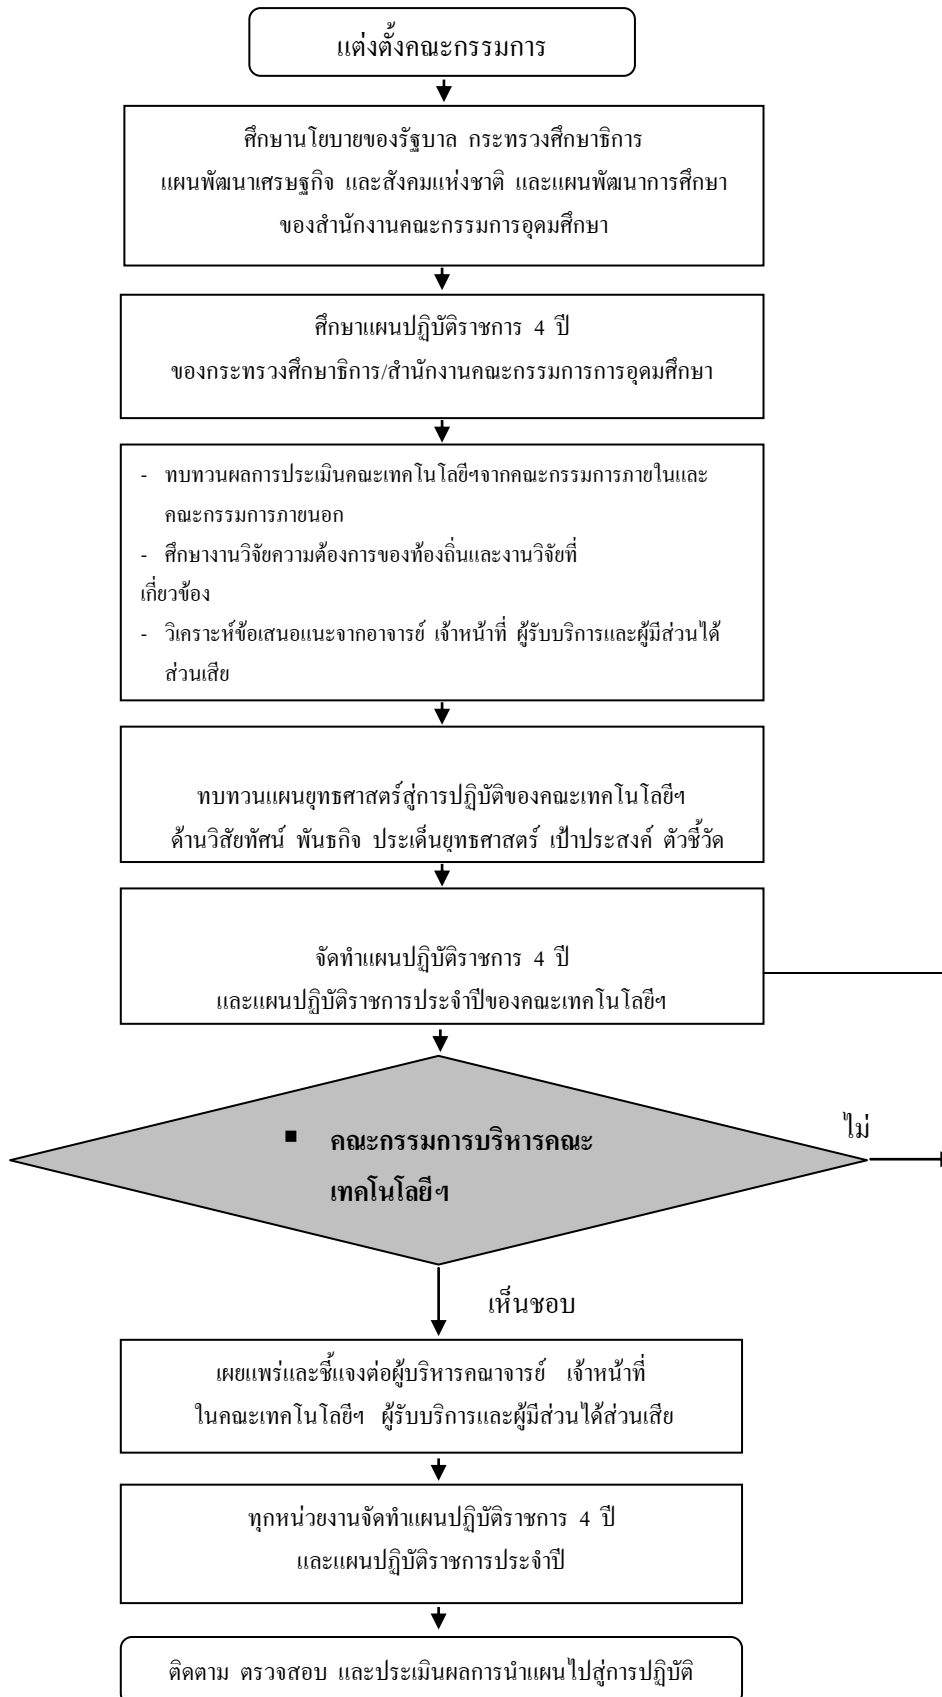 แต่งตั้งคณะกรรมการ
ศึกษานโยบายของรัฐบาล กระทรวงศึกษาธิการ
แผนพัฒนาเศรษฐกิจ และสังคมแห่งชาติ และแผนพัฒนาการศึกษา
ของสำนักงานคณะกรรมการอุดมศึกษา
ศึกษาแผนปฏิบัติราชการ 4 ปี
ของกระทรวงศึกษาธิการ/สำนักงานคณะกรรมการการอุดมศึกษา
- ทบทวนผลการประเมินคณะเทคโนโลยีฯจากคณะกรรมการภายในและ
คณะกรรมการภายนอก
- ศึกษางานวิจัยความต้องการของท้องถิ่นและงานวิจัยที่
เกี่ยวข้อง
- วิเคราะห์ข้อเสนอแนะจากอาจารย์ เจ้าหน้าที่ ผู้รับบริการและผู้มีส่วนได้
ส่วนเสีย
ทบทวนแผนยุทธศาสตร์สู่การปฏิบัติของคณะเทคโนโลยีฯ
ด้านวิสัยทัศน์ พันธกิจ ประเด็นยุทธศาสตร์ เป้าประสงค์ ตัวชี้วัด
จัดทำแผนปฏิบัติราชการ 4 ปี
และแผนปฏิบัติราชการประจำปีของคณะเทคโนโลยีฯ
ไม่
▪ คณะกรรมการบริหารคณะ
เทคโนโลยีฯ
เห็นชอบ
เผยแพร่และชี้แจงต่อผู้บริหารคณาจารย์ เจ้าหน้าที่
ในคณะเทคโนโลยีฯ ผู้รับบริการและผู้มีส่วนได้ส่วนเสีย
ทุกหน่วยงานจัดทำแผนปฏิบัติราชการ 4 ปี
และแผนปฏิบัติราชการประจำปี
ติดตาม ตรวจสอบ และประเมินผลการนำแผนไปสู่การปฏิบัติ